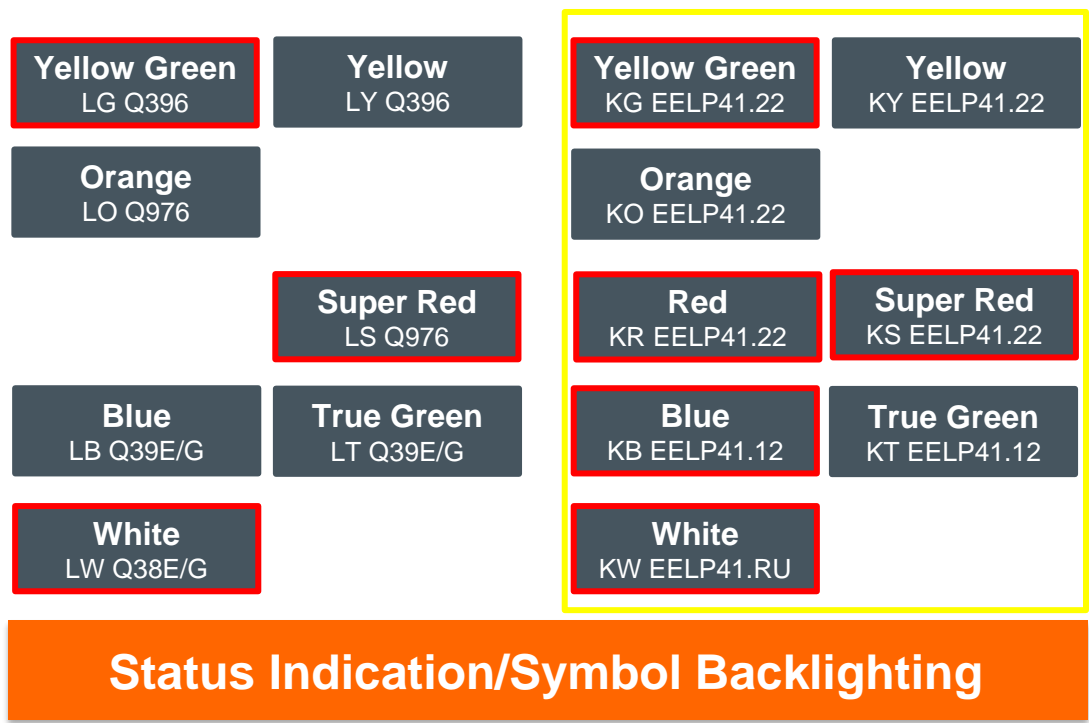 Yellow Green
LG Q396
Yellow
LY Q396
Yellow Green
KG EELP41.22
Yellow
KY EELP41.22
Orange
LO Q976
Orange
KO EELP41.22
Super Red
LS Q976
Red
KR EELP41.22
Super Red
KS EELP41.22
Blue
LB Q39E/G
True Green
LT Q39E/G
Blue
KB EELP41.12
True Green
KT EELP41.12
White
LW Q38E/G
White
KW EELP41.RU
Status Indication/Symbol Backlighting